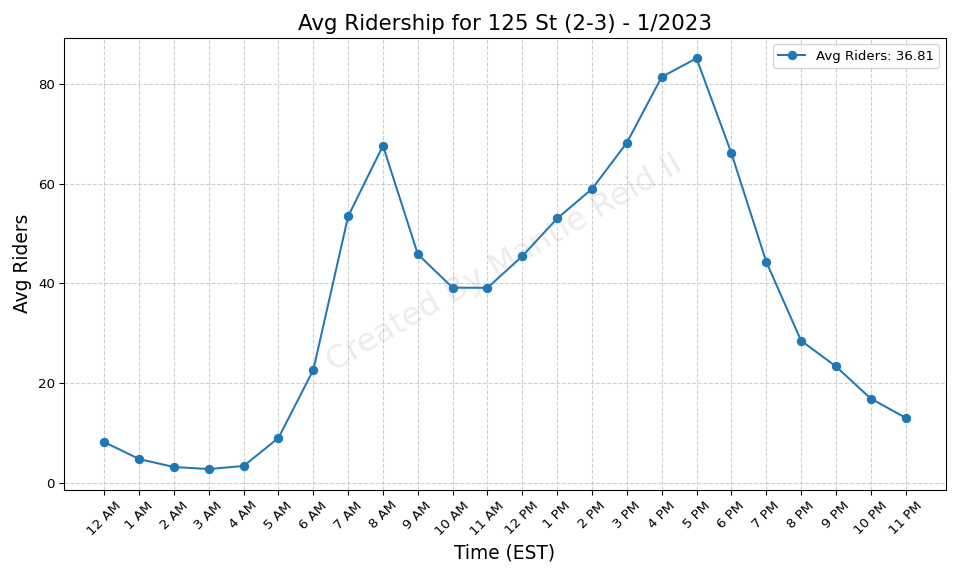 Avg Ridership for 125 St (2-3) - 1/2023
Avg Riders: 36.81
80
60
40
20
0
Avg Riders
Created By Mantie Reid II
12 AM
1 AM
2 AM
3 AM
4 AM
5 AM
6 AM
7 AM
8 AM
9 AM
10 AM
11 AM
12 PM
1 PM
2 PM
3 PM
4 PM
5 PM
6 PM
7 PM
8 PM
9 PM
10 PM
11 PM
Time (EST)